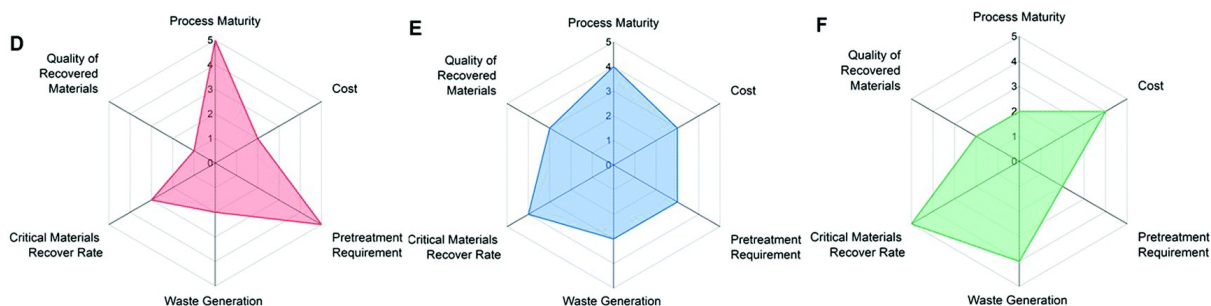 D
Process Maturity
Quality of
Recovered
Materials
Cost
5
4
3
2
1
0
Critical Materials
Recover Rate
Pretreatment
Requirement
Waste Generation
E
Process Maturity
Quality of
Recovered
Materials
Cost
5
4
3
2
1
0
Critical Materials
Recover Rate
Pretreatment
Requirement
Waste Generation
F
Process Maturity
Quality of
Recovered
Materials
Cost
5
4
3
2
1
0
Critical Materials
Recover Rate
Pretreatment
Requirement
Waste Generation